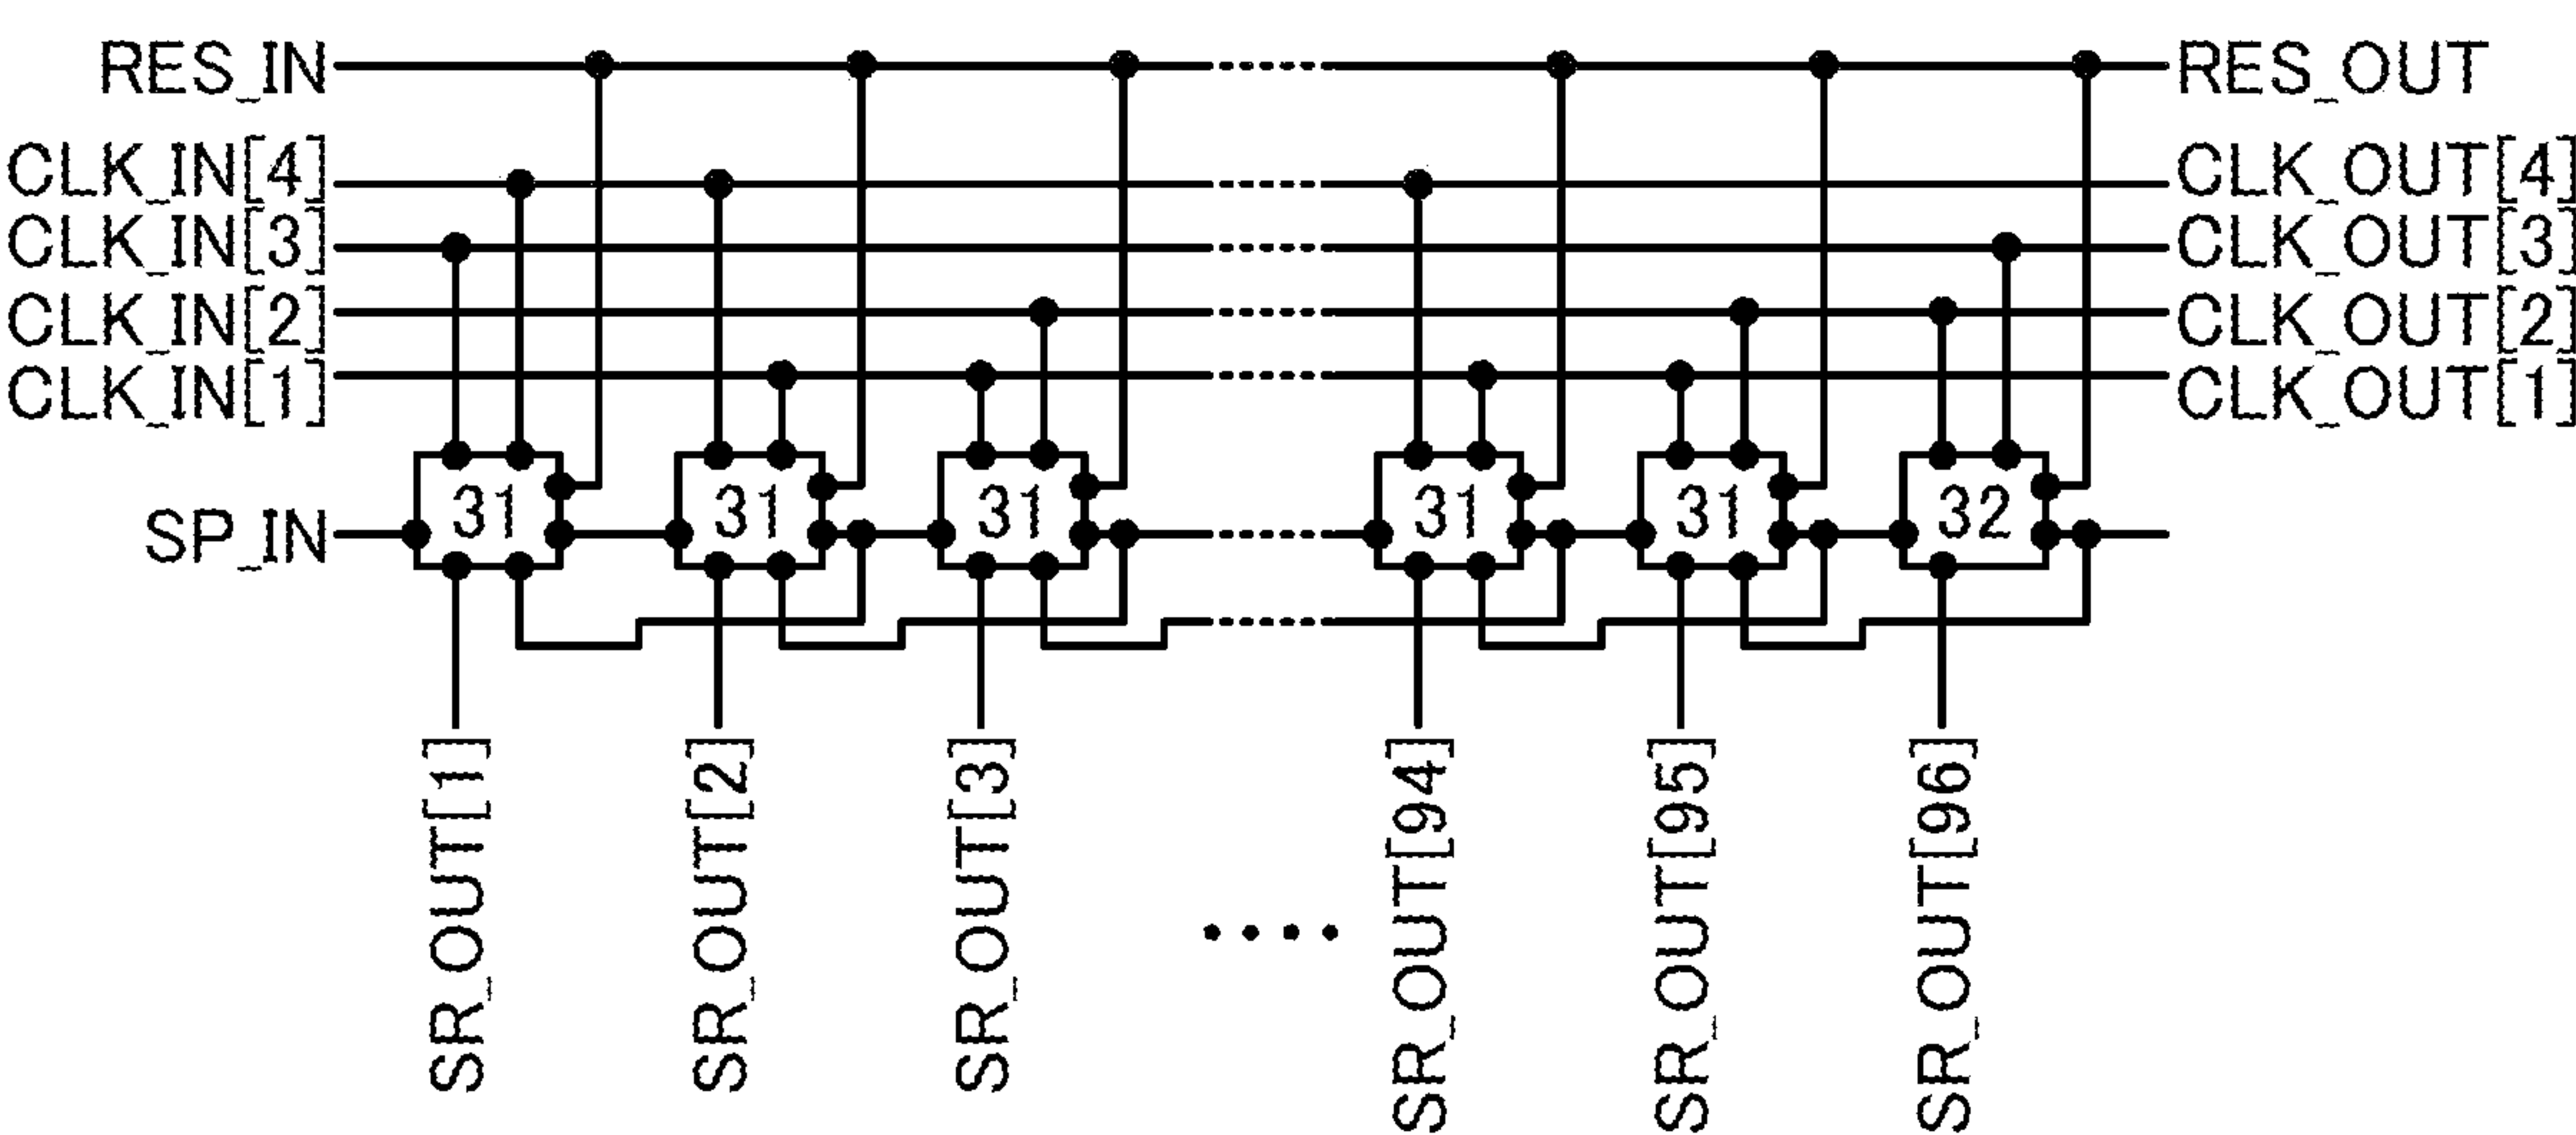 RES_IN
RES_OUT
CLK_IN[4]
CLK_OUT[4]
CLK_IN[3]
CLK_OUT[3]
CLK_IN[2]
CLK_OUT[2]
CLK_IN[1]
CLK_OUT[1]
SP_IN
31
31
31
31
31
32
SR_OUT[1]
SR_OUT[2]
SR_OUT[3]
SR_OUT[94]
SR_OUT[95]
SR_OUT[96]